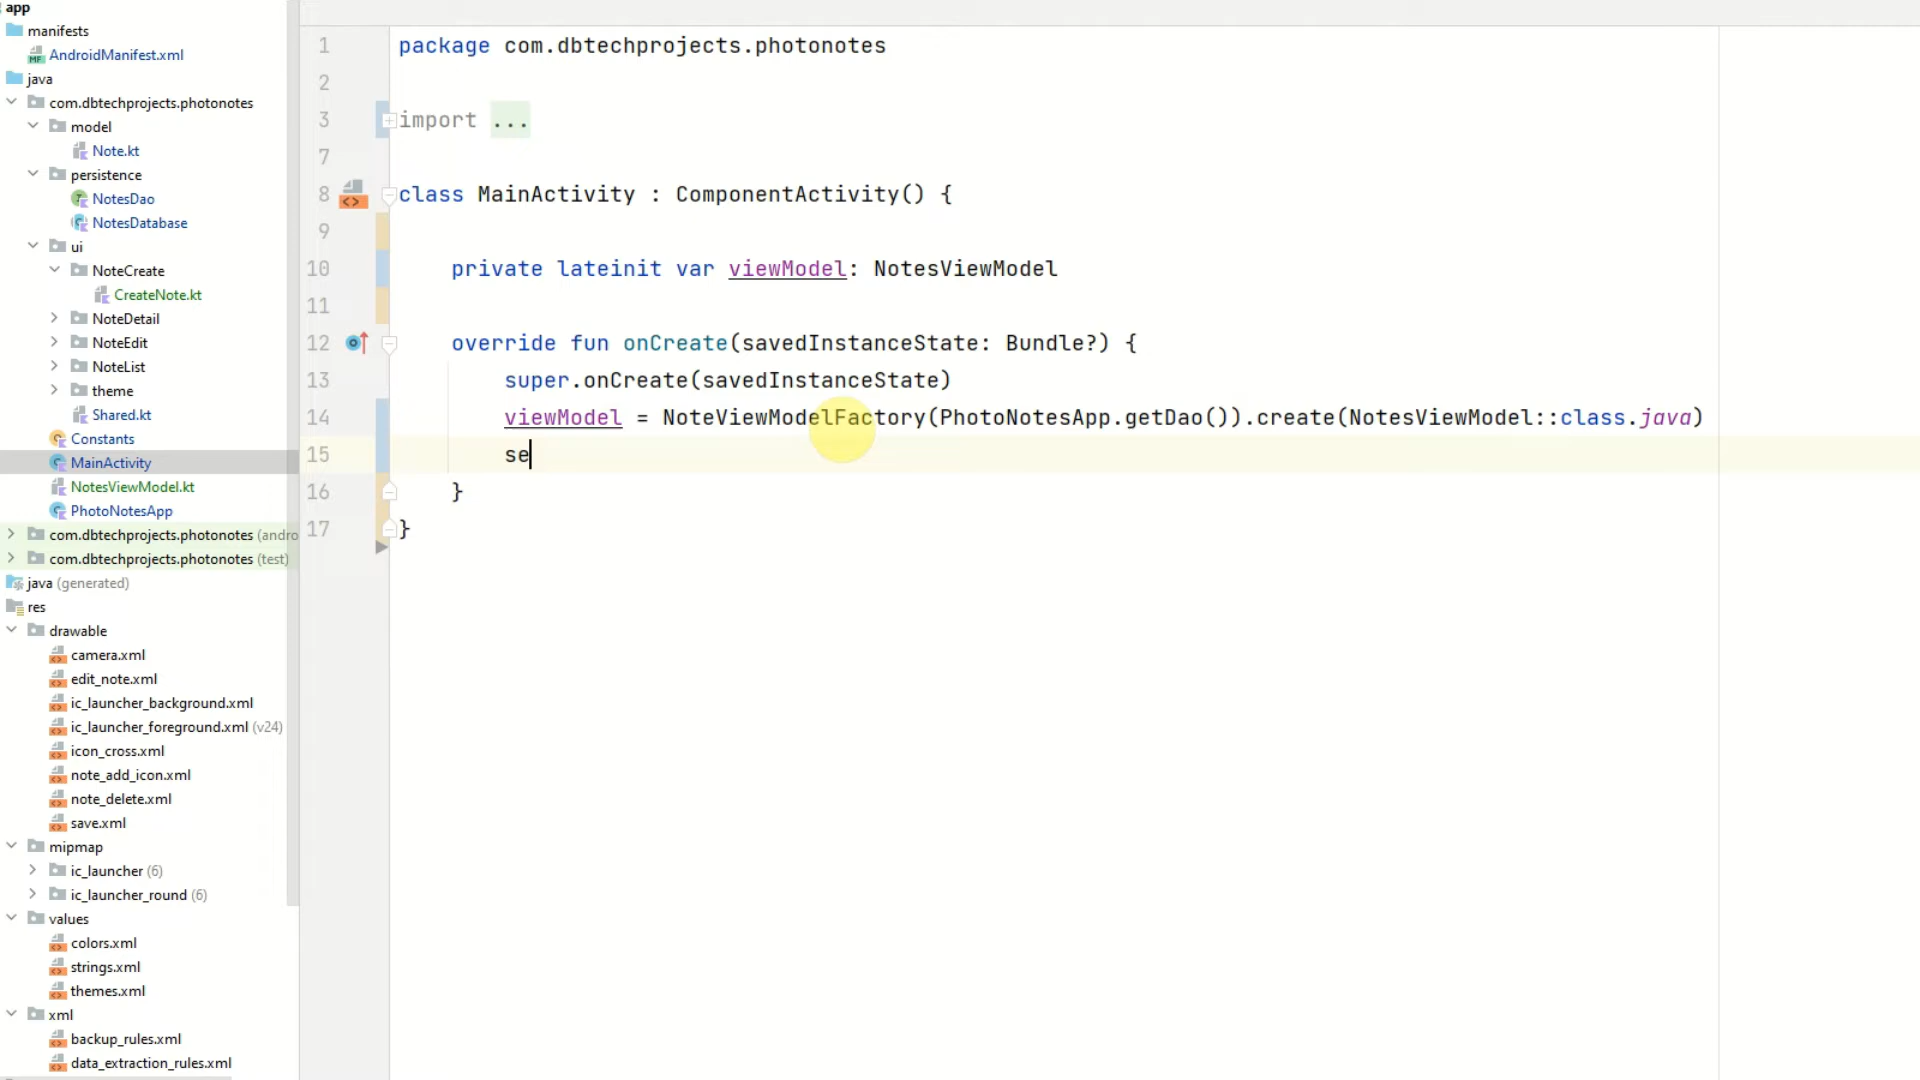 app
manifests
AndroidManifest.xml
java
com.dbtechprojects.photonotes
model
Note.kt
persistence
NotesDao
NotesDatabase
ui
NoteCreate
CreateNote.kt
NoteDetail
NoteEdit
NoteList
theme
Shared.kt
Constants
MainActivity
NotesViewModel.kt
PhotoNotesApp
com.dbtechprojects.photonotes (andro
com.dbtechprojects.photonotes (test)
java (generated)
res
drawable
camera.xml
edit_note.xml
ic_launcher_background.xml
ic_launcher_foreground.xml (v24)
icon_cross.xml
note_add_icon.xml
note_delete.xml
save.xml
mipmap
ic_launcher (6)
ic_launcher_round (6)
values
colors.xml
strings.xml
themes.xml
xml
backup_rules.xml
data_extraction_rules.xml
1 package com.dbtechprojects.photonotes
2
3 import ...
7
8 class MainActivity : ComponentActivity() {
9
10 private lateinit var viewModel: NotesViewModel
11
12 override fun onCreate(savedInstanceState: Bundle?) {
13 super.onCreate(savedInstanceState)
14 viewModel = NoteViewModelFactory(PhotoNotesApp.getDao()).create(NotesViewModel::class.java)
15 se
16 }
17 }